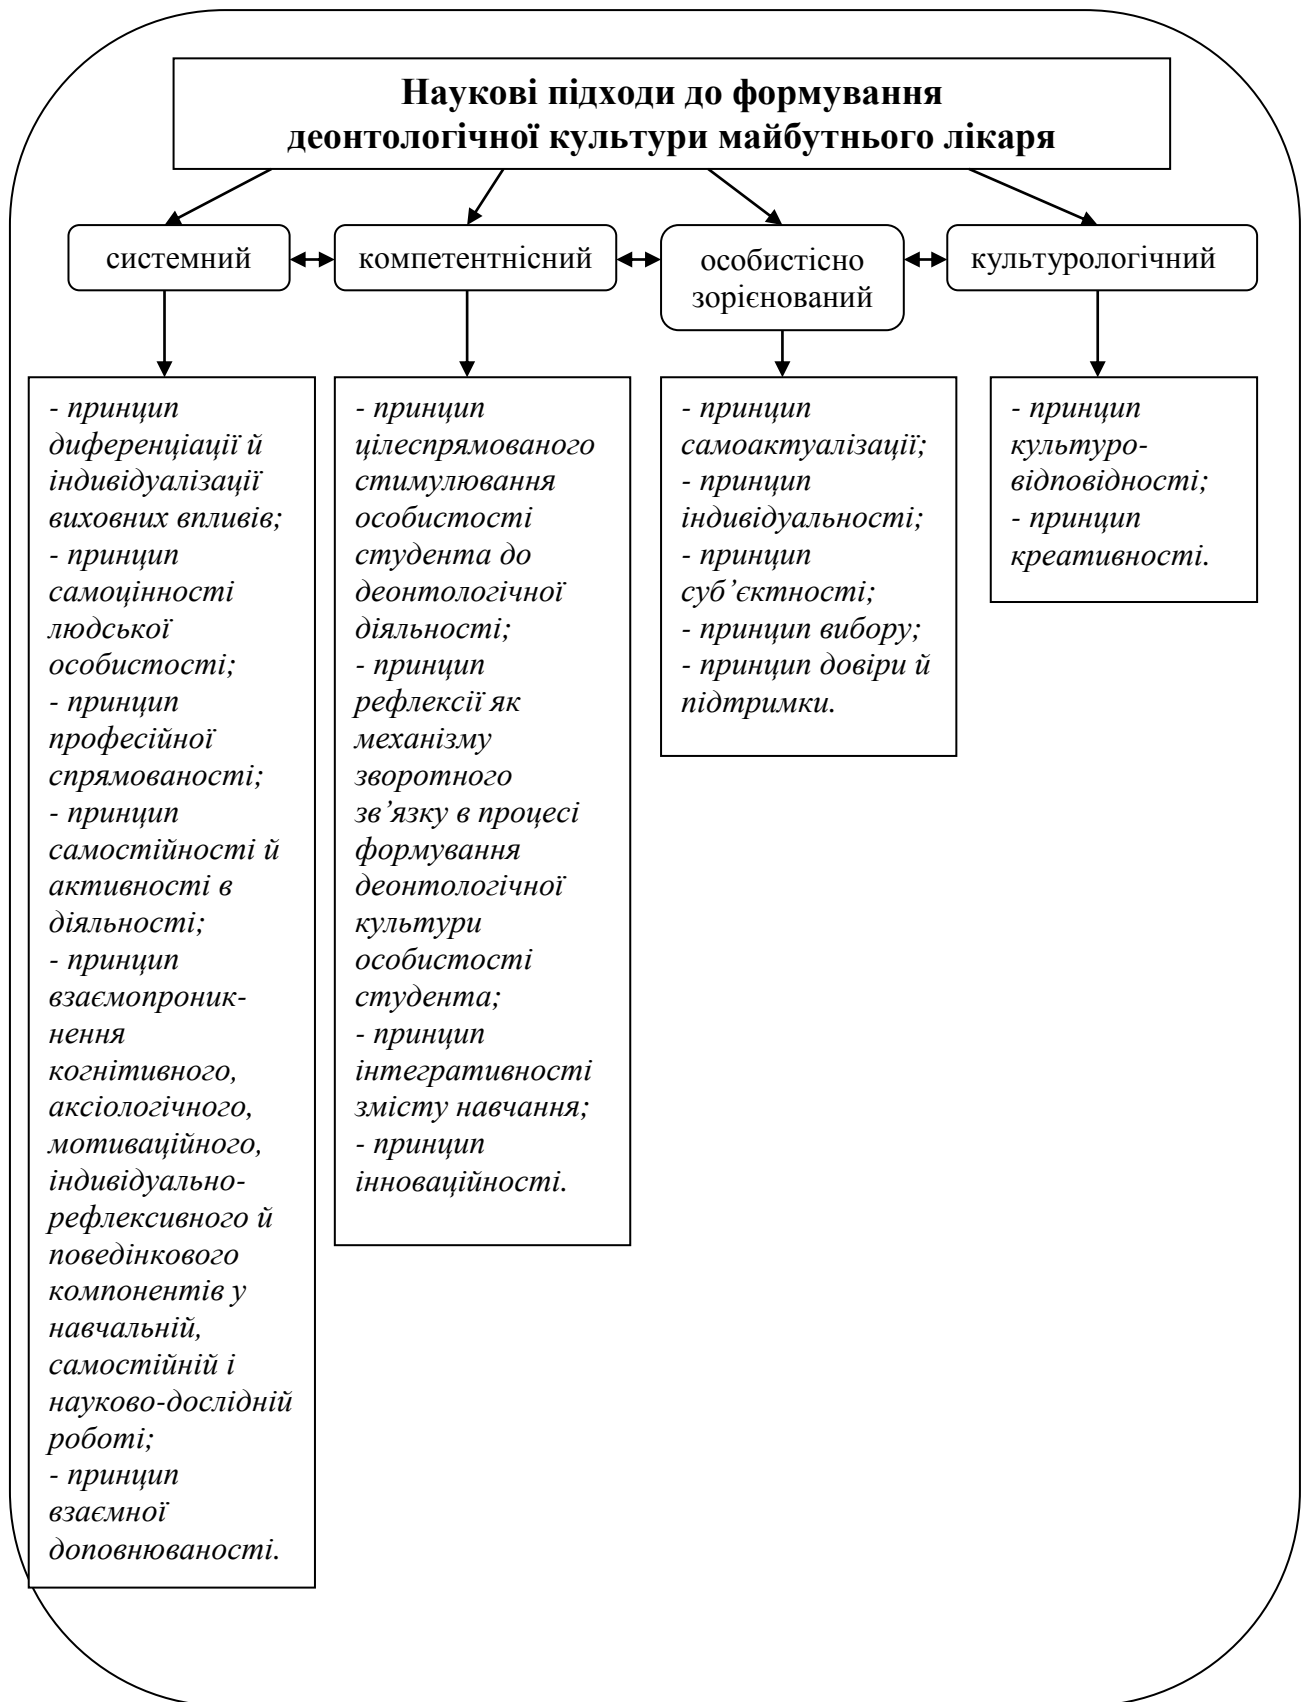 Наукові підходи до формування
деонтологічної культури майбутнього лікаря
системний
компетентнісний
особистісно
зорієнований
культурологічний
- принцип
диференціації й
індивідуалізації
виховних впливів;
- принцип
самоцінності
людської
особистості;
- принцип
професійної
спрямованості;
- принцип
самостійності й
активності в
діяльності;
- принцип
взаємопроник-
нення
когнітивного,
аксіологічного,
мотиваційного,
індивідуально-
рефлексивного й
поведінкового
компонентів у
навчальній,
самостійній і
науково-дослідній
роботі;
- принцип
взаємної
доповнюваності.
- принцип
цілеспрямованого
стимулювання
особистості
студента до
деонтологічної
діяльності;
- принцип
рефлексії як
механізму
зворотного
зв’язку в процесі
формування
деонтологічної
культури
особистості
студента;
- принцип
інтегративності
змісту навчання;
- принцип
інноваційності.
- принцип
самоактуалізації;
- принцип
індивідуальності;
- принцип
суб’єктності;
- принцип вибору;
- принцип довіри й
підтримки.
- принцип
культуро-
відповідності;
- принцип
креативності.